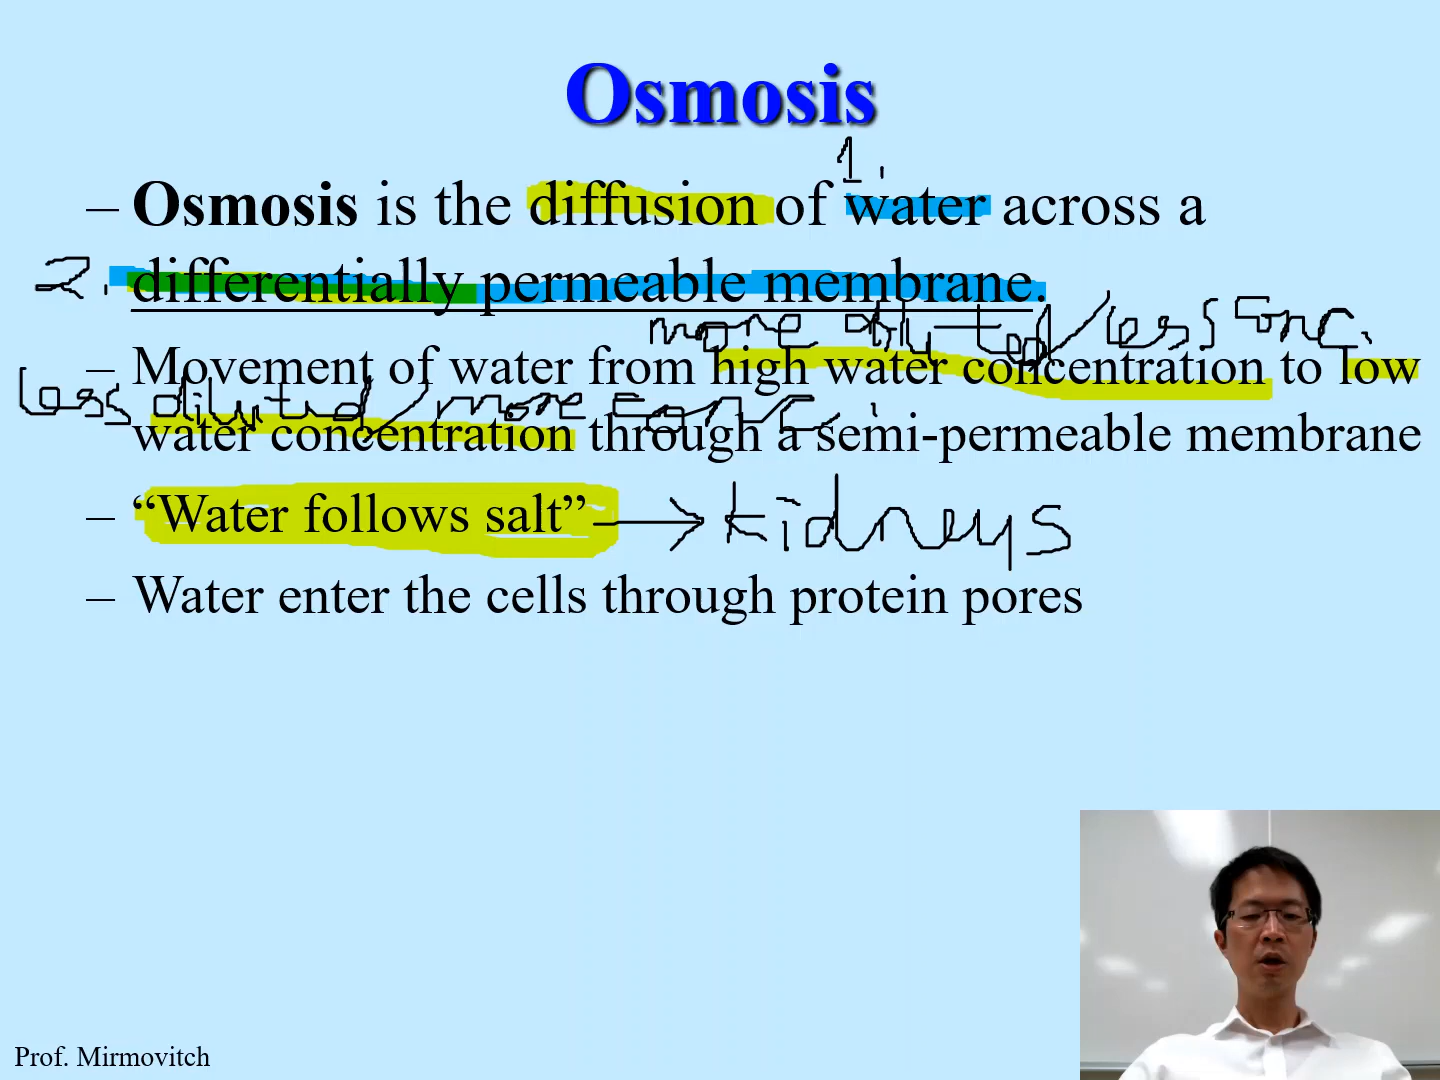 Osmosis
1.
– Osmosis is the diffusion of water across a
2. differentially permeable membrane.
more diluted/less conc.
– Movement of water from high water concentration to low
less diluted/more conc.
water concentration through a semi-permeable membrane
– “Water follows salt” → kidneys
– Water enter the cells through protein pores
Prof. Mirmovitch